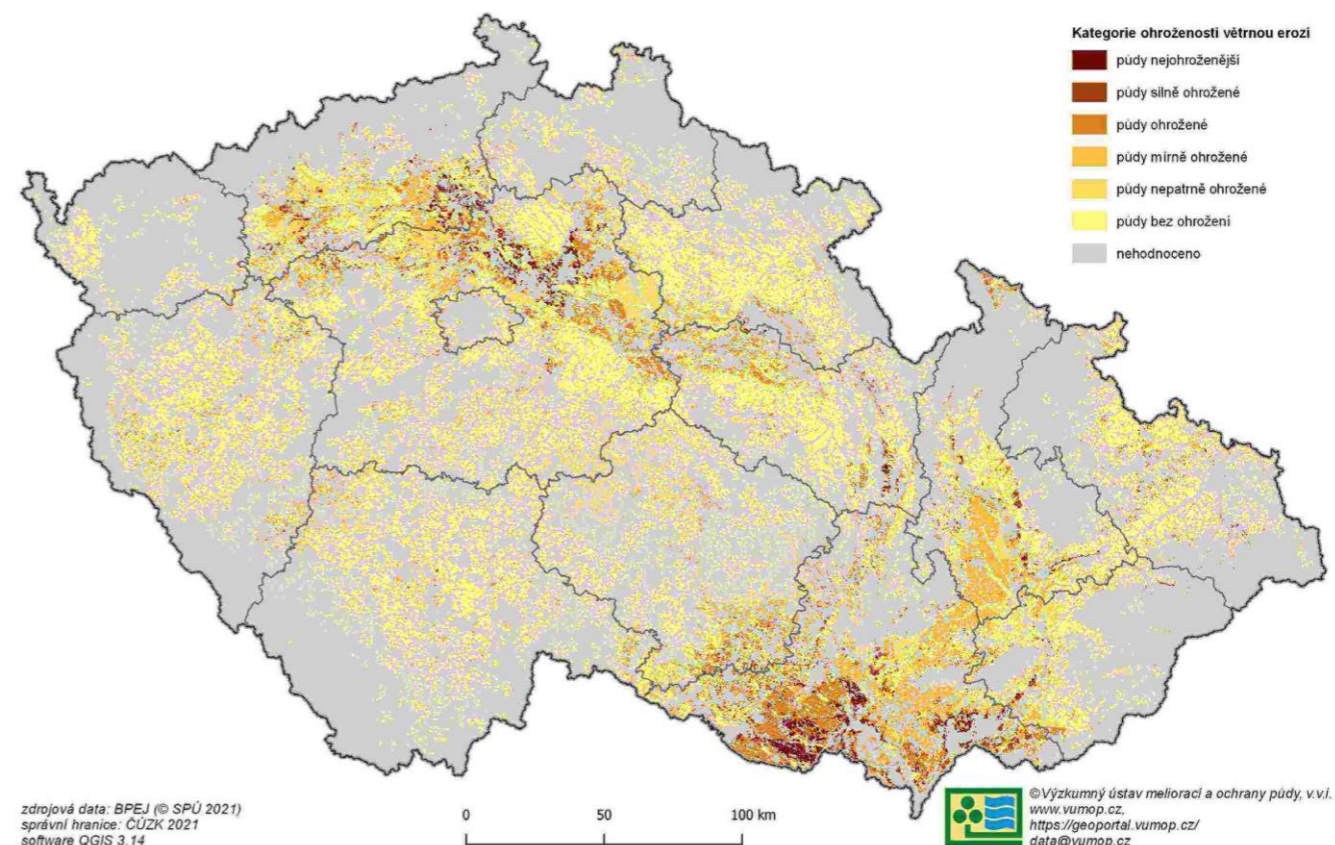 Kategorie ohroženosti větrnou erozí
půdy nejohroženější
půdy silně ohrožené
půdy ohrožené
půdy mírně ohrožené
půdy nepatrně ohrožené
půdy bez ohrožení
nehodnoceno
zdrojová data: BPEJ (© SPÚ 2021)
správní hranice: ČÚZK 2021
software QGIS 3.14
0 50 100 km
©Výzkumný ústav meliorací a ochrany půdy, v.v.i.
www.vumop.cz,
https://geoportal.vumop.cz/
data@vumop.cz